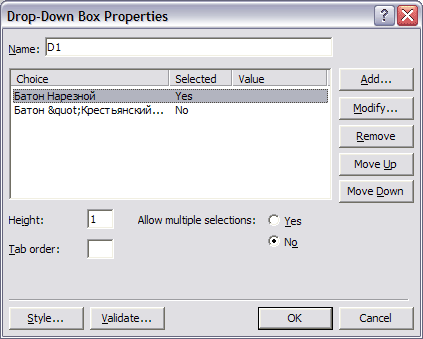 Drop-Down Box Properties
Name: D1
Choice Selected Value
Батон Нарезной Yes
Батон &quot;Крестьянский... No
Add...
Modify...
Remove
Move Up
Move Down
Height: 1 Allow multiple selections: Yes
No
Tab order:
Style... Validate... OK Cancel